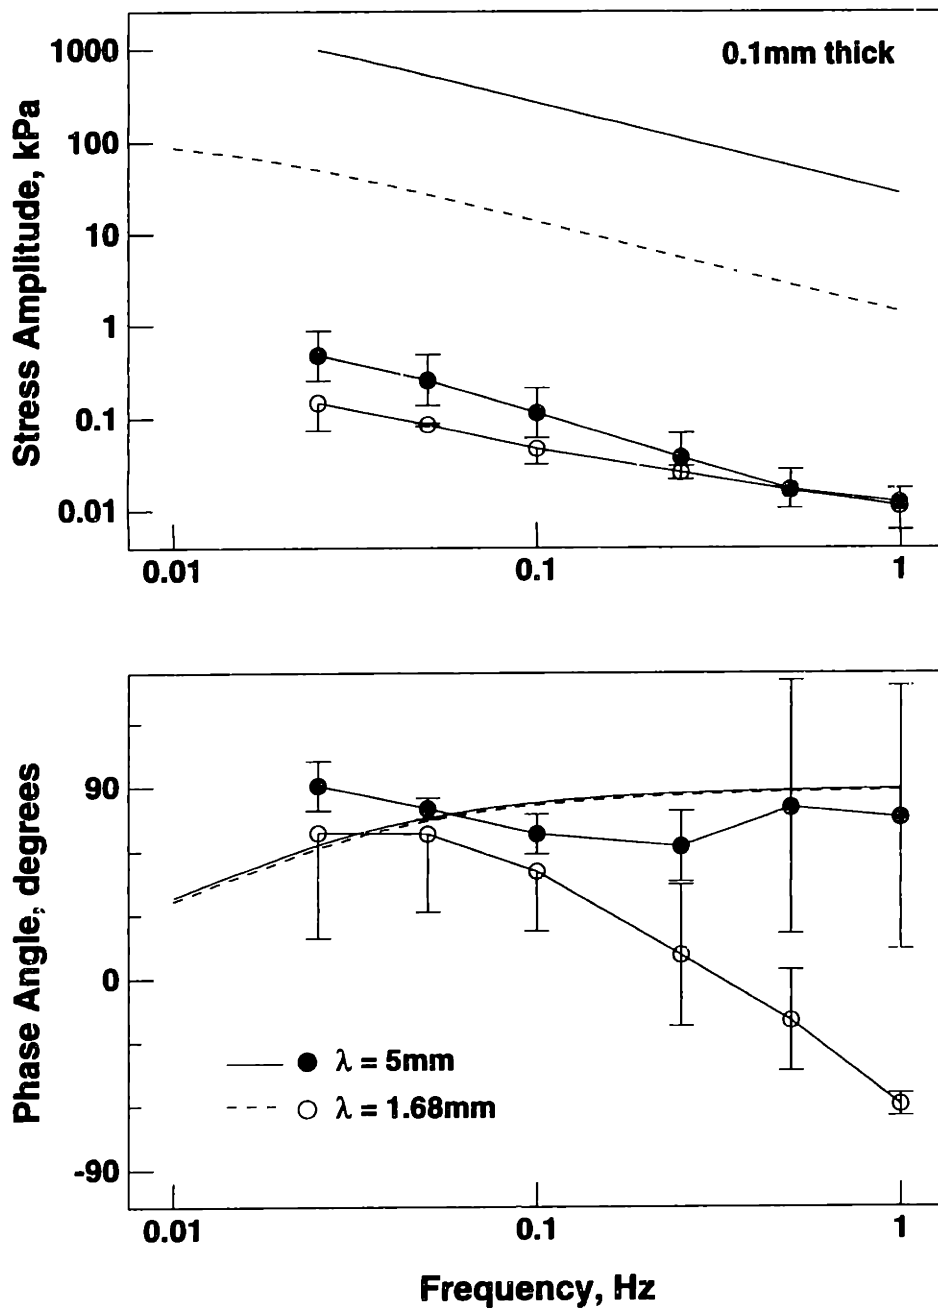 0.1mm thick
Stress Amplitude, kPa
1000
100
10
1
0.1
0.01
0.01
0.1
1
Phase Angle, degrees
90
0
-90
λ = 5mm
λ = 1.68mm
0.01
0.1
1
Frequency, Hz